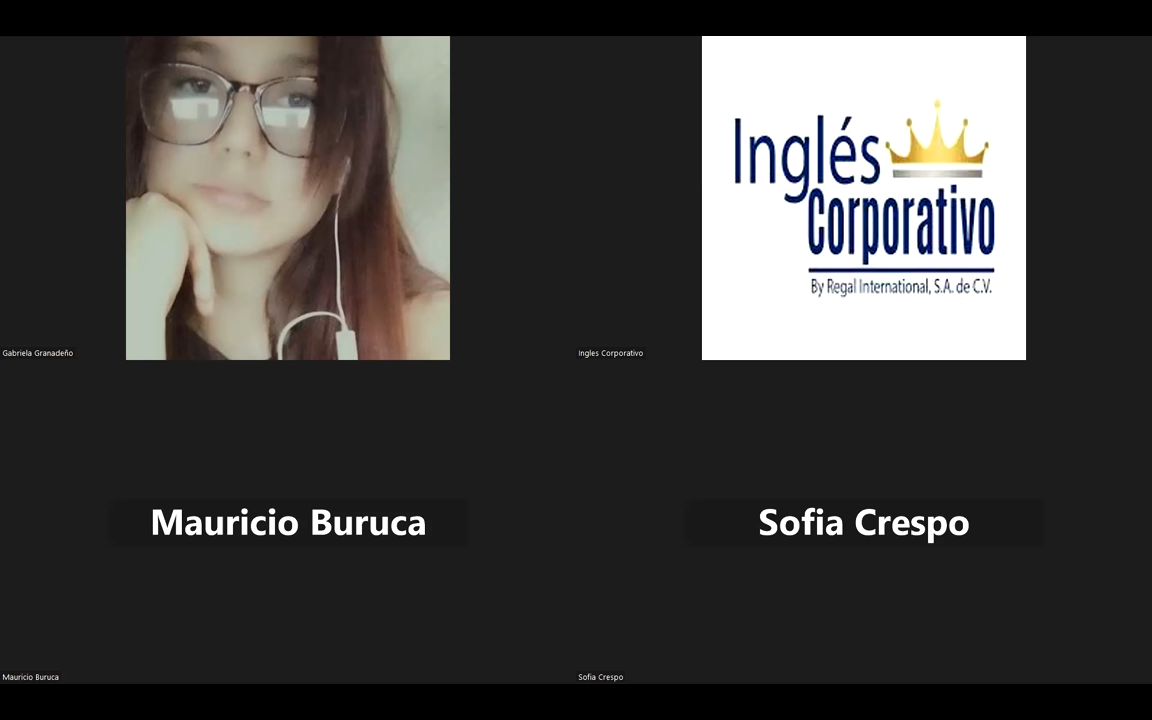 Inglés
Corporativo
By Regal International, S.A. de C.V.
Gabriela Granadeño
Ingles Corporativo
Mauricio Buruca
Sofia Crespo
Mauricio Buruca
Sofia Crespo